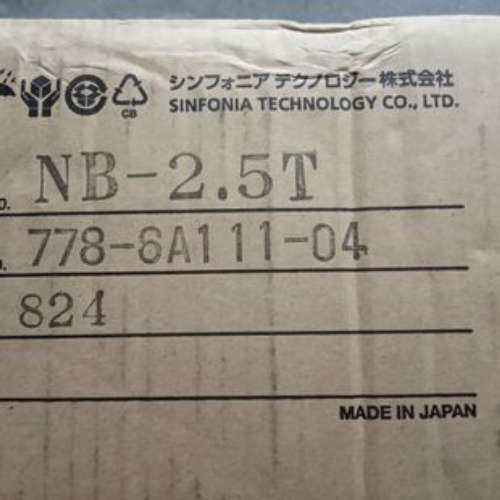 シンフォニア テクノロジー株式会社
SINFONIA TECHNOLOGY CO., LTD.
CB
NB-2.5T
778-6A111-04
824
MADE IN JAPAN